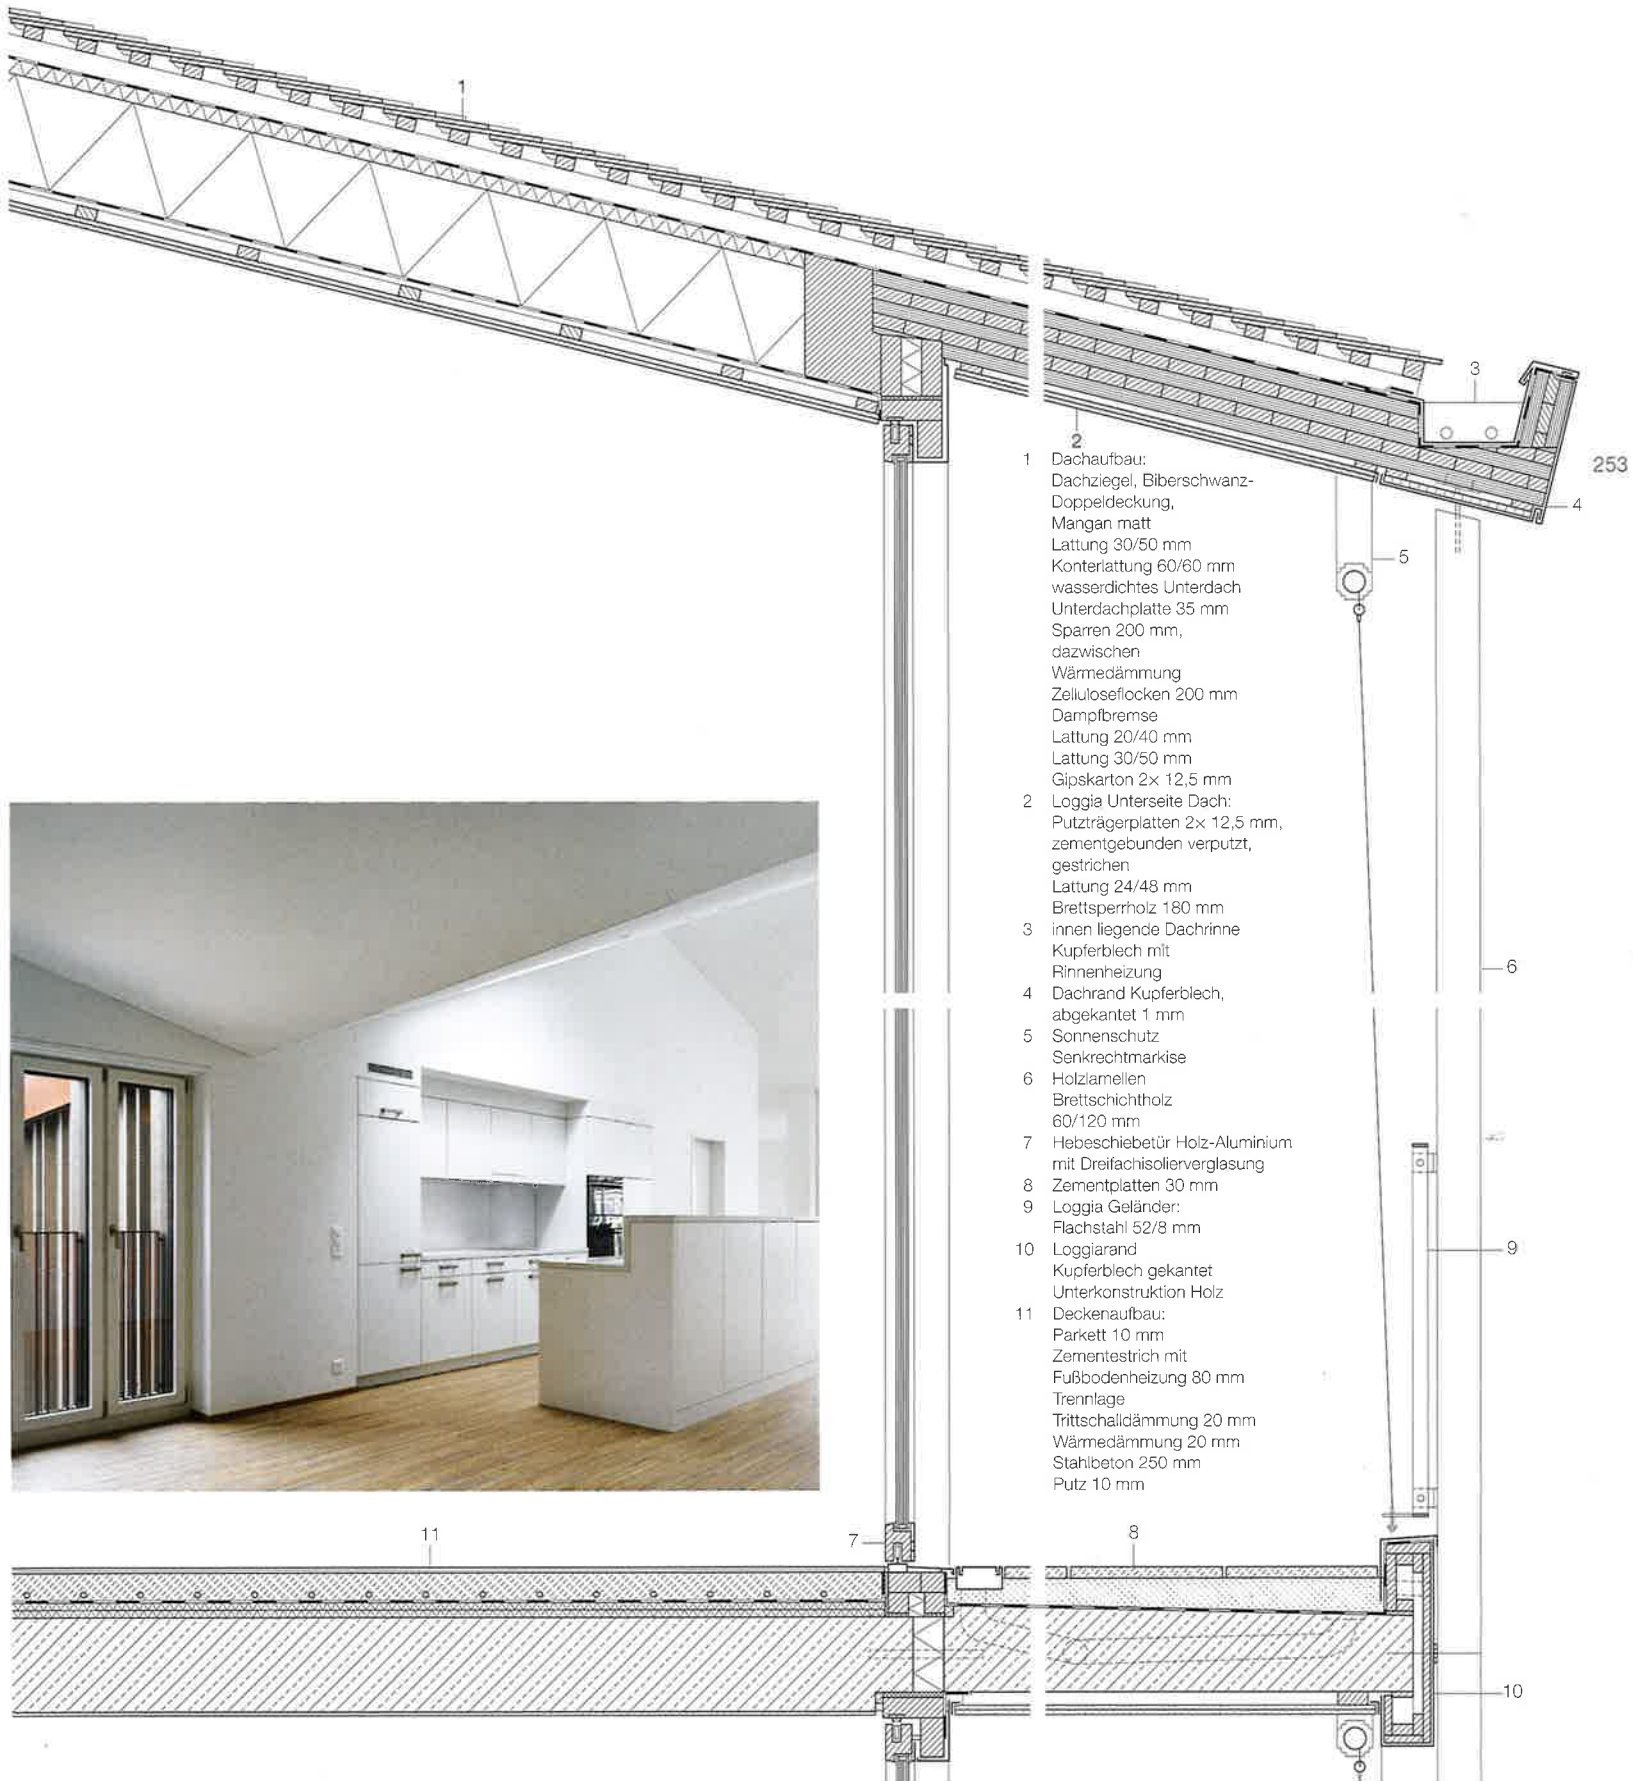 1
3
253
2
4
5
1 Dachaufbau:
Dachziegel, Biberschwanz-
Doppeldeckung,
Mangan matt
Lattung 30/50 mm
Konterlattung 60/60 mm
wasserdichtes Unterdach
Unterdachplatte 35 mm
Sparren 200 mm,
dazwischen
Wärmedämmung
Zelluloseflocken 200 mm
Dampfbremse
Lattung 20/40 mm
Lattung 30/50 mm
Gipskarton 2× 12,5 mm
2 Loggia Unterseite Dach:
Putzträgerplatten 2× 12,5 mm,
zementgebunden verputzt,
gestrichen
Lattung 24/48 mm
Brettsperrholz 180 mm
3 innen liegende Dachrinne
Kupferblech mit
Rinnenheizung
4 Dachrand Kupferblech,
abgekantet 1 mm
5 Sonnenschutz
Senkrechtmarkise
6 Holzlamellen
Brettschichtholz
60/120 mm
7 Hebeschiebetür Holz-Aluminium
mit Dreifachisolierverglasung
8 Zementplatten 30 mm
9 Loggia Geländer:
Flachstahl 52/8 mm
10 Loggiarand
Kupferblech gekantet
Unterkonstruktion Holz
11 Deckenaufbau:
Parkett 10 mm
Zementestrich mit
Fußbodenheizung 80 mm
Trennlage
Trittschalldämmung 20 mm
Wärmedämmung 20 mm
Stahlbeton 250 mm
Putz 10 mm
6
9
11
7
8
10